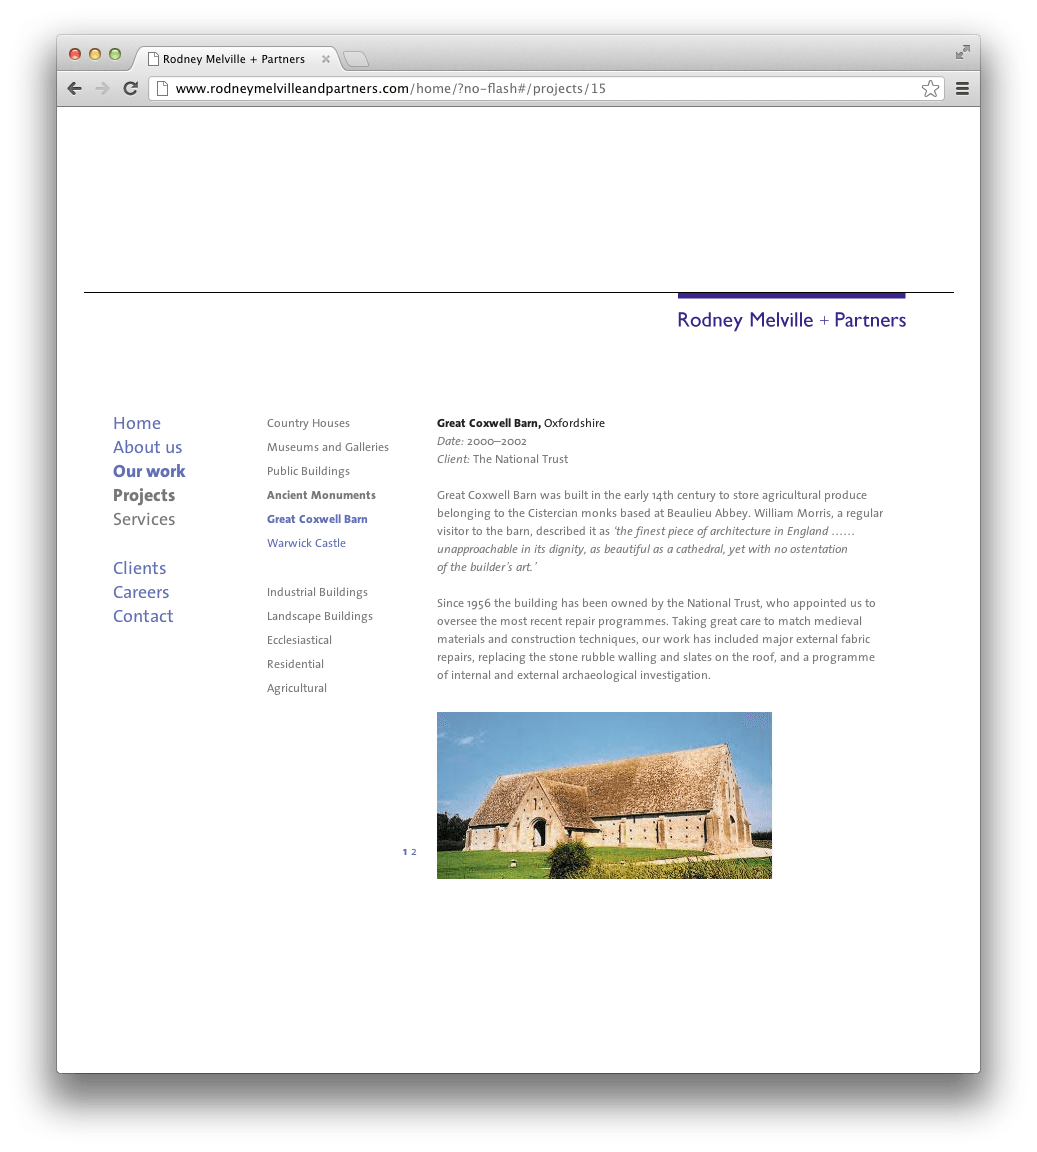 Rodney Melville + Partners
www.rodneymelvilleandpartners.com/home/?no-flash#/projects/15
Rodney Melville + Partners
Home
About us
Our work
Projects
Services
Clients
Careers
Contact
Country Houses
Museums and Galleries
Public Buildings
Ancient Monuments
Great Coxwell Barn
Warwick Castle
Industrial Buildings
Landscape Buildings
Ecclesiastical
Residential
Agricultural
Great Coxwell Barn, Oxfordshire
Date: 2000–2002
Client: The National Trust
Great Coxwell Barn was built in the early 14th century to store agricultural produce
belonging to the Cistercian monks based at Beaulieu Abbey. William Morris, a regular
visitor to the barn, described it as ‘the finest piece of architecture in England ……
unapproachable in its dignity, as beautiful as a cathedral, yet with no ostentation
of the builder’s art.’
Since 1956 the building has been owned by the National Trust, who appointed us to
oversee the most recent repair programmes. Taking great care to match medieval
materials and construction techniques, our work has included major external fabric
repairs, replacing the stone rubble walling and slates on the roof, and a programme
of internal and external archaeological investigation.
1 2